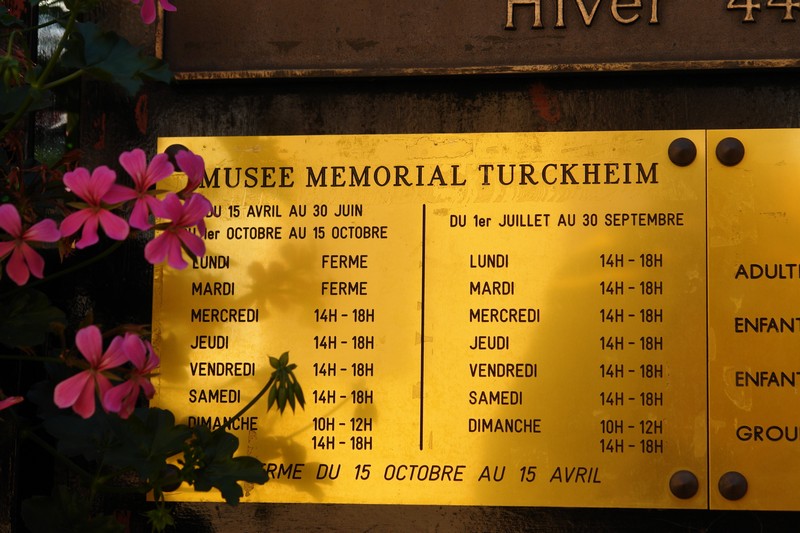 Hiver 44
MUSEE MEMORIAL TURCKHEIM
DU 15 AVRIL AU 30 JUIN
1er OCTOBRE AU 15 OCTOBRE
LUNDI FERME
MARDI FERME
MERCREDI 14H - 18H
JEUDI 14H - 18H
VENDREDI 14H - 18H
SAMEDI 14H - 18H
DIMANCHE 10H - 12H
14H - 18H
DU 1er JUILLET AU 30 SEPTEMBRE
LUNDI 14H - 18H
MARDI 14H - 18H
MERCREDI 14H - 18H
JEUDI 14H - 18H
VENDREDI 14H - 18H
SAMEDI 14H - 18H
DIMANCHE 10H - 12H
14H - 18H
ERME DU 15 OCTOBRE AU 15 AVRIL
ADULT
ENFANT
ENFANT
GROU